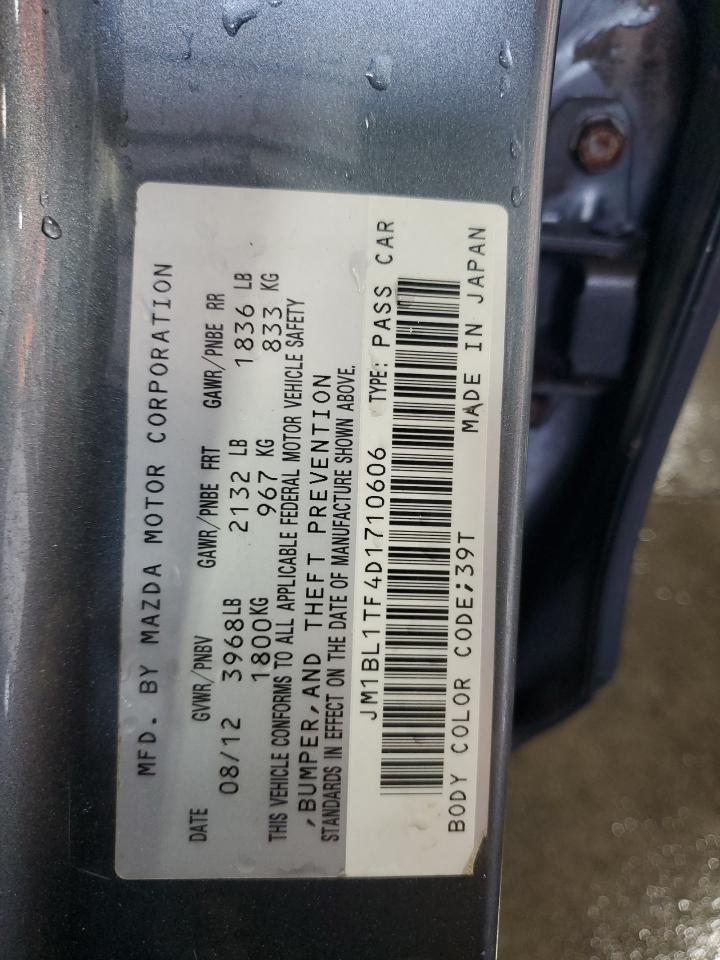 MFD. BY MAZDA MOTOR CORPORATION
DATE GVWR/PNBV GAWR/PNBE FRT GAWR/PNBE RR
08/12 3968LB 2132 LB 1836 LB
1800KG 967 KG 833 KG
THIS VEHICLE CONFORMS TO ALL APPLICABLE FEDERAL MOTOR VEHICLE SAFETY
,BUMPER,AND THEFT PREVENTION
STANDARDS IN EFFECT ON THE DATE OF MANUFACTURE SHOWN ABOVE.
JM1BL1TF4D1710606 TYPE: PASS CAR
BODY COLOR CODE;39T MADE IN JAPAN